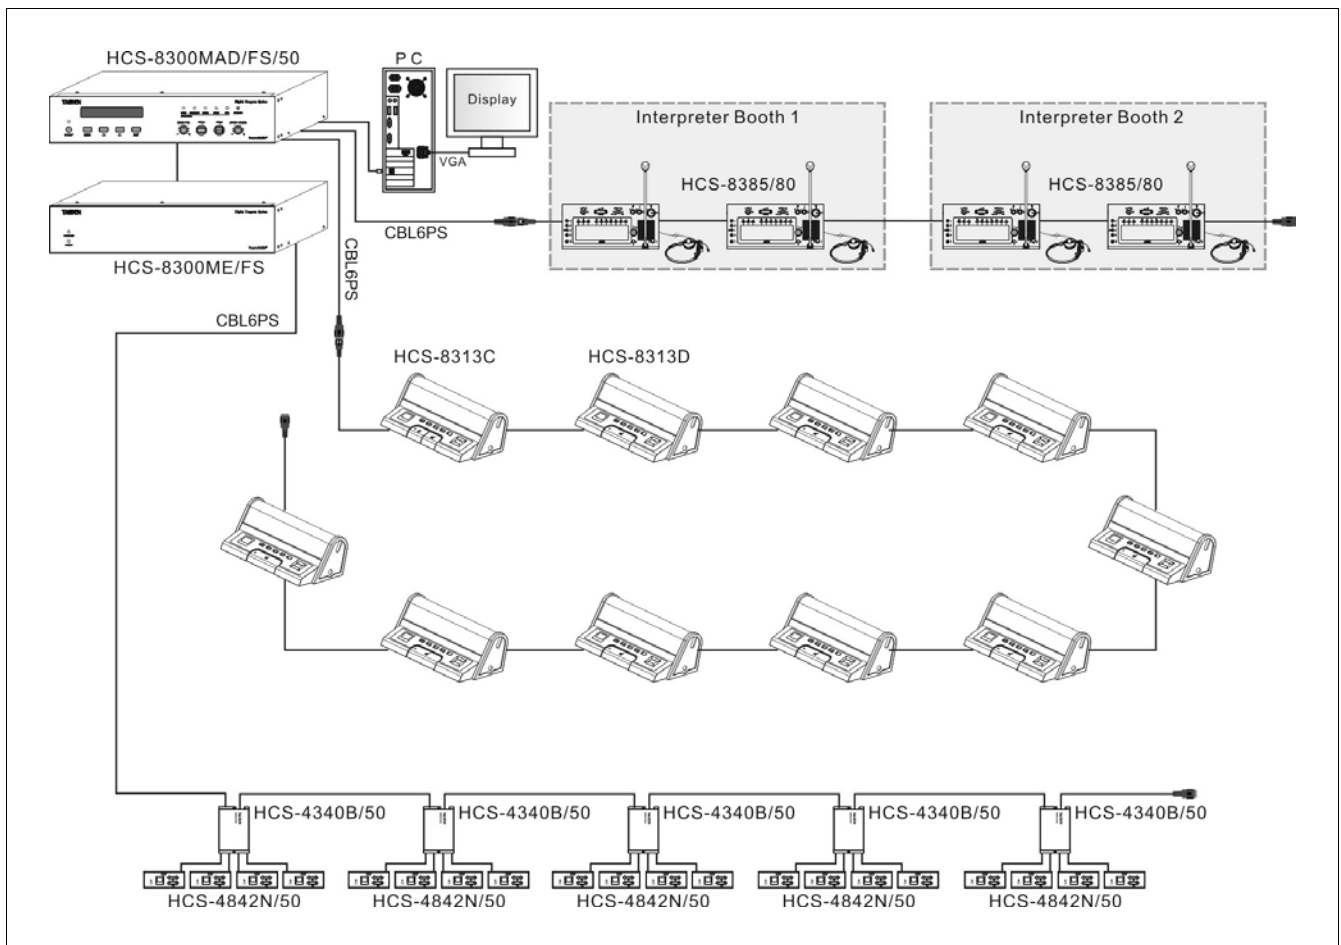 HCS-8300MAD/FS/50
PC
Display
VGA
TAIDEN
TAIDEN
HCS-8300ME/FS
Interpreter Booth 1
HCS-8385/80
Interpreter Booth 2
HCS-8385/80
CBL6PS
CBL6PS
CBL6PS
HCS-8313C
HCS-8313D
HCS-4340B/50
HCS-4340B/50
HCS-4340B/50
HCS-4340B/50
HCS-4340B/50
HCS-4842N/50
HCS-4842N/50
HCS-4842N/50
HCS-4842N/50
HCS-4842N/50